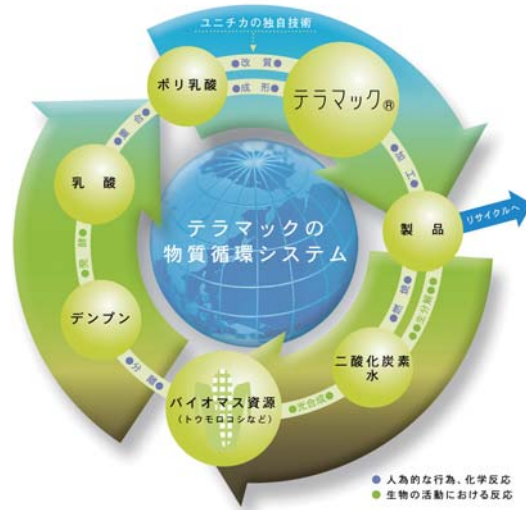 ユニチカの独自技術
改質
成形
ポリ乳酸
テラマック®
重合
加工
乳酸
製品
リサイクルへ
テラマックの
物質循環システム
発酵
燃焼
生分解
デンプン
二酸化炭素
水
分離
光合成
バイオマス資源
(トウモロコシなど)
人為的な行為、化学反応
生物の活動における反応